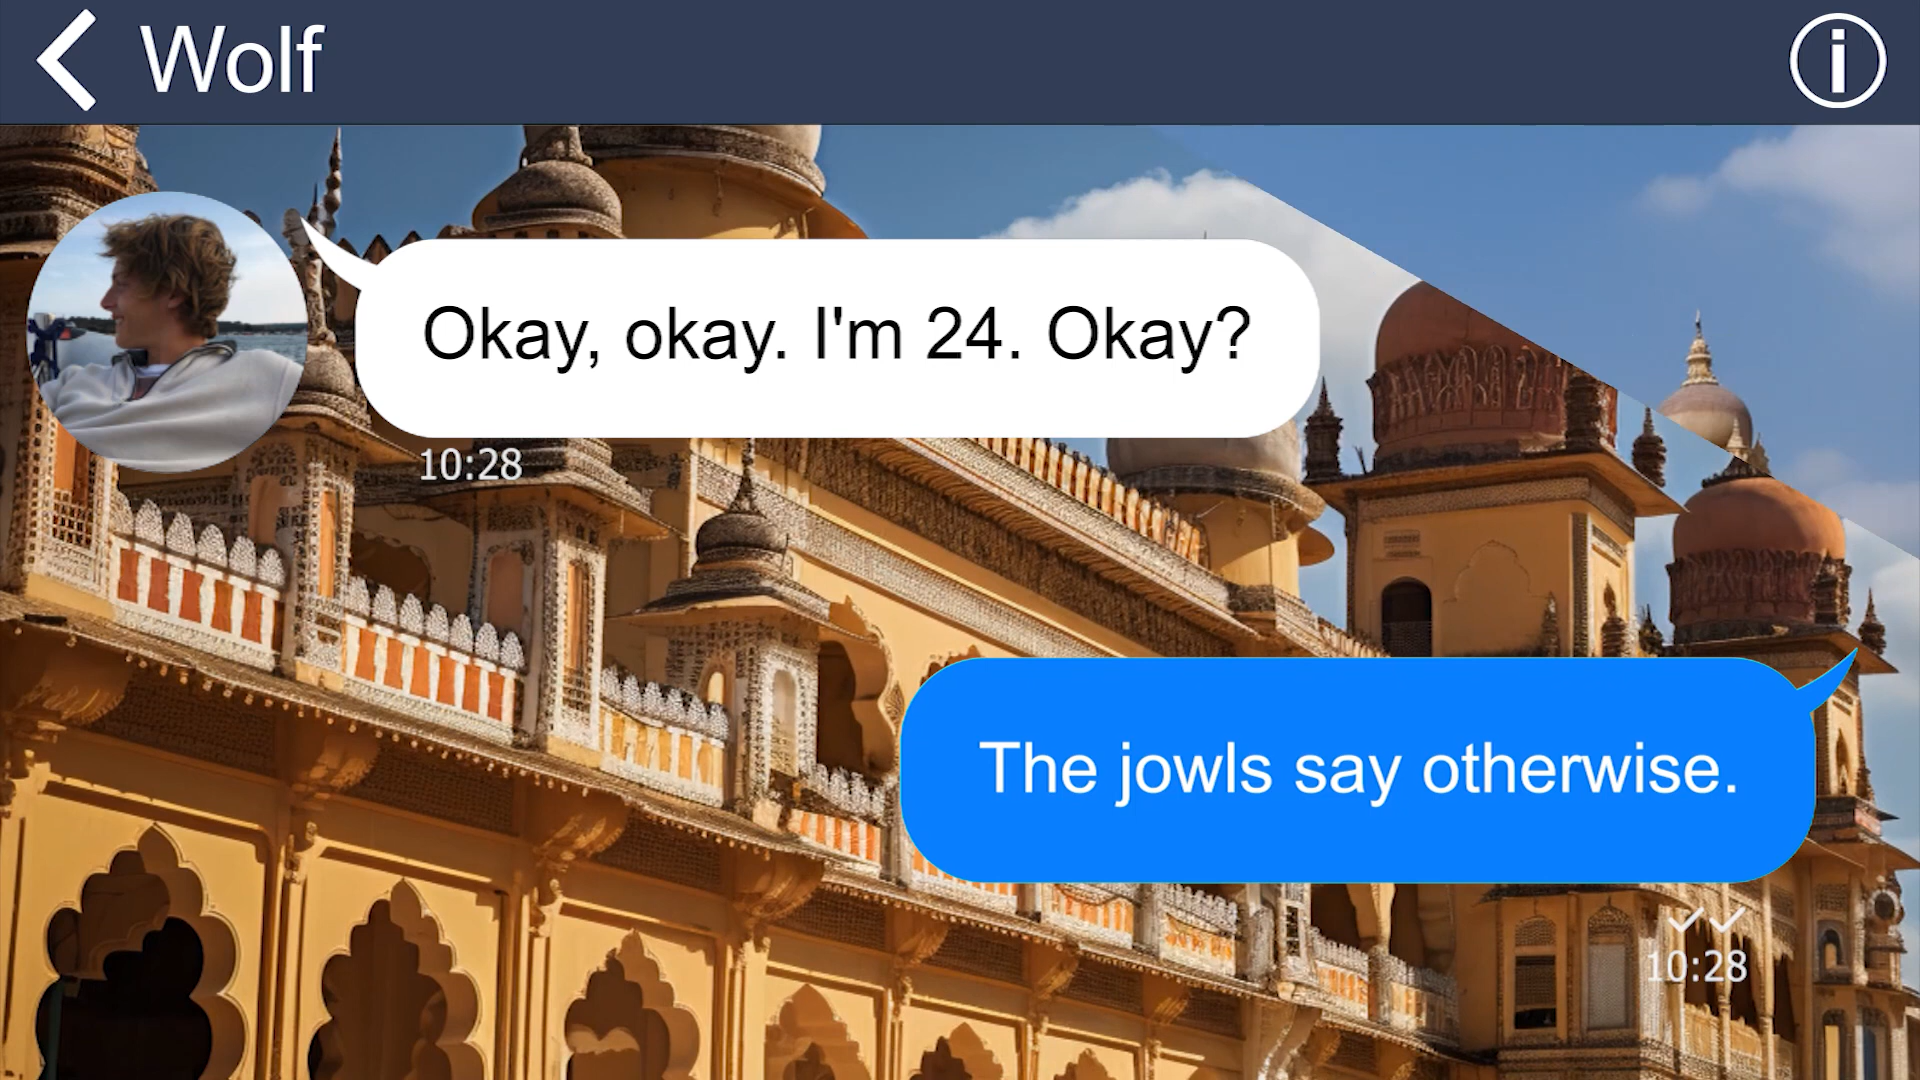 Wolf
Okay, okay. I'm 24. Okay?
10:28
The jowls say otherwise.
10:28